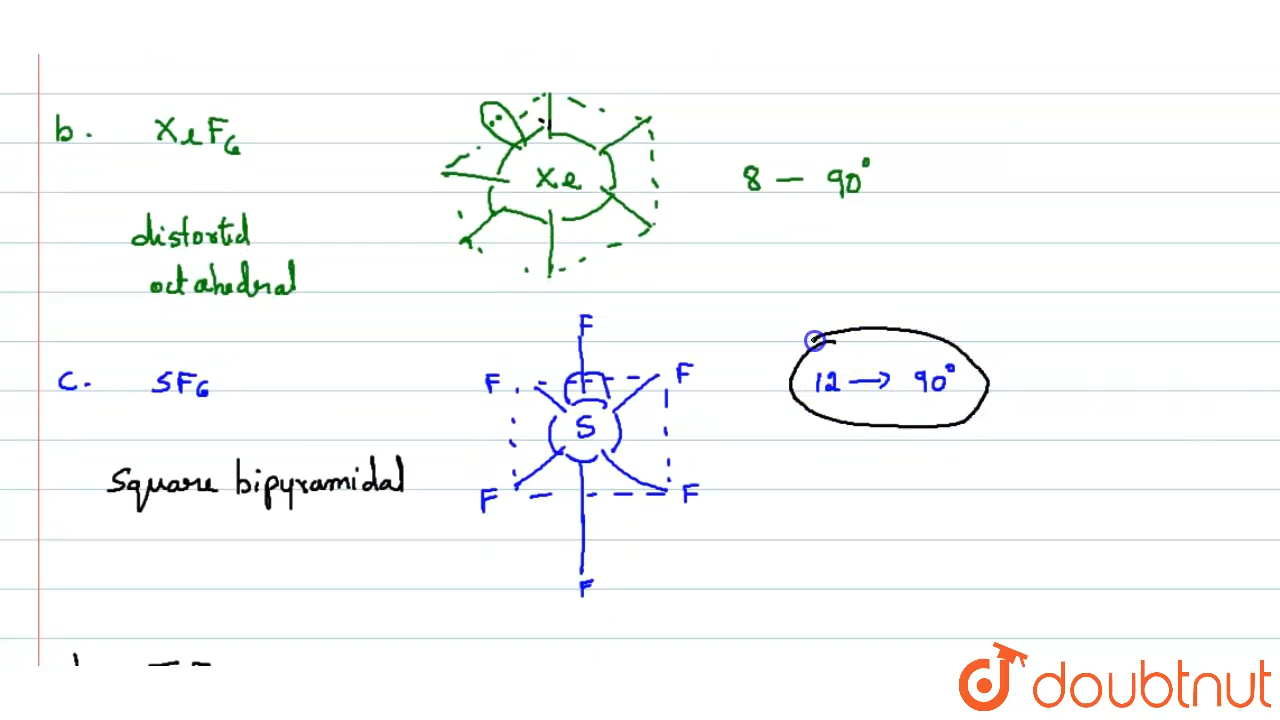 b. XeF6
Xe
8 – 90°
distorted
octahedral
F
F F
c. SF6
S
12 → 90°
Square bipyramidal
F F
F
doubtnut